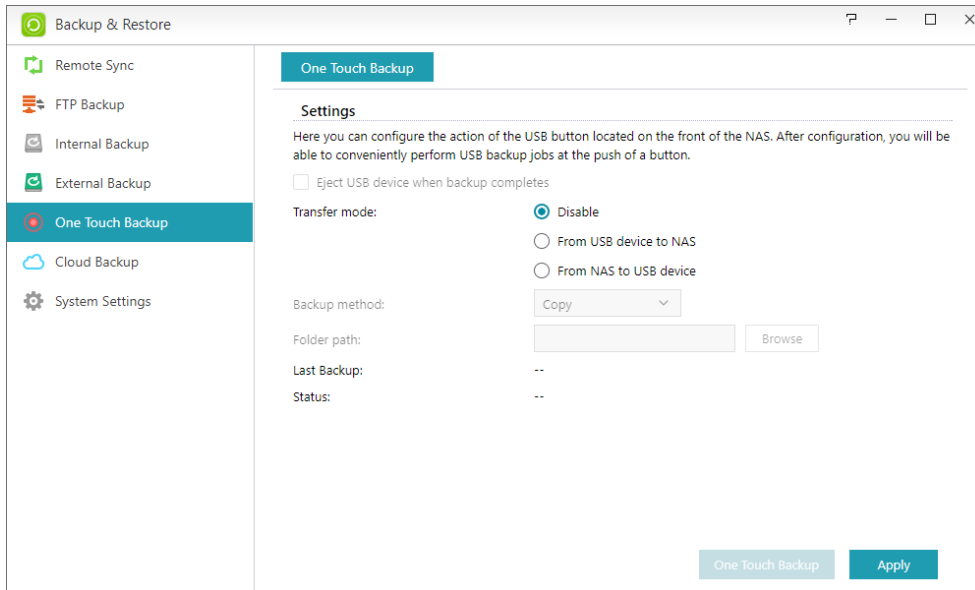 Backup & Restore
Remote Sync
FTP Backup
Internal Backup
External Backup
One Touch Backup
Cloud Backup
System Settings
One Touch Backup
Settings
Here you can configure the action of the USB button located on the front of the NAS. After configuration, you will be
able to conveniently perform USB backup jobs at the push of a button.
Eject USB device when backup completes
Transfer mode:
Disable
From USB device to NAS
From NAS to USB device
Backup method:
Copy
Folder path:
Browse
Last Backup:
--
Status:
--
One Touch Backup
Apply